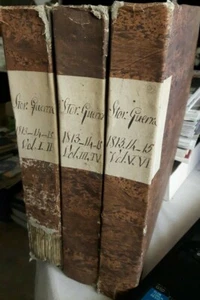 Stor. Guerra
1813-14-15
Vol. I. II
Stor. Guerra
1813-14-15
Vol. III. IV
Stor. Guerra
1813-14-15
Vol. V. VI